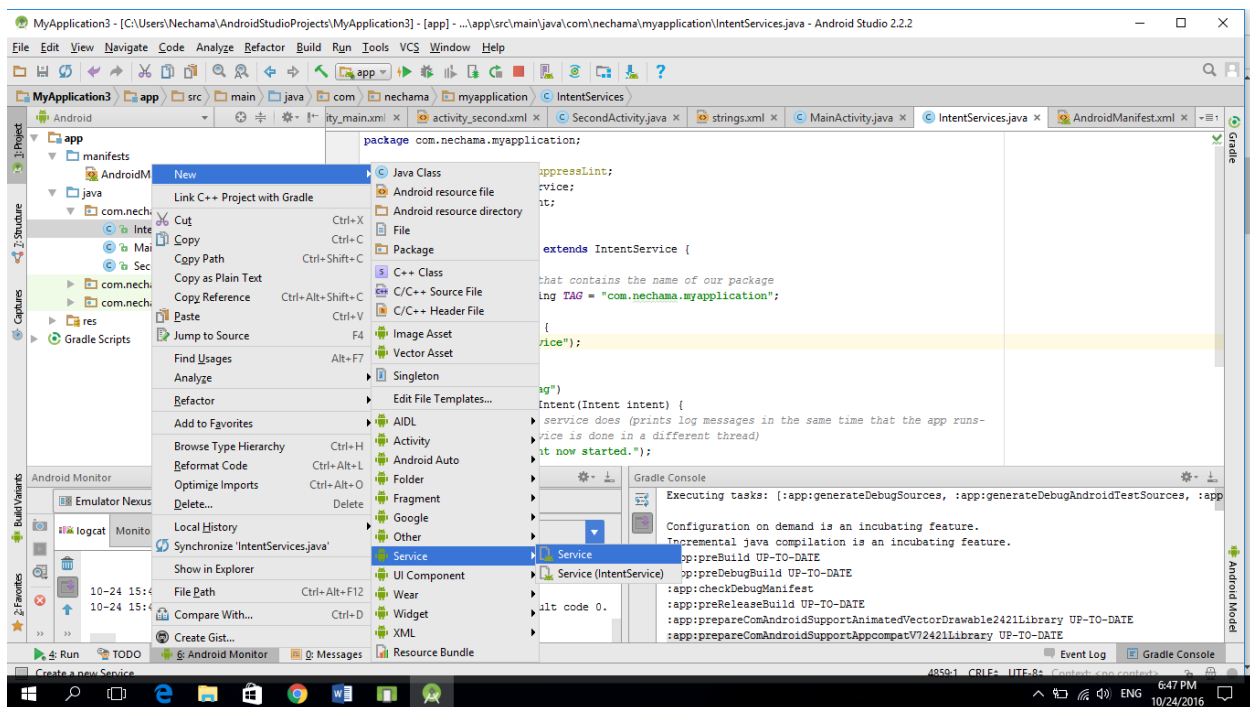 MyApplication3 - [C:\Users\Nechama\AndroidStudioProjects\MyApplication3] - [app] - ...\app\src\main\java\com\nechama\myapplication\IntentServices.java - Android Studio 2.2.2
File Edit View Navigate Code Analyze Refactor Build Run Tools VCS Window Help
app
MyApplication3 app src main java com nechama myapplication IntentServices
Android
ity_main.xml
activity_second.xml
SecondActivity.java
strings.xml
MainActivity.java
IntentServices.java
AndroidManifest.xml
1: Project
7: Structure
Captures
Build Variants
2: Favorites
Gradle
Android Model
app
manifests
AndroidM
java
com.necha
Inte
Mai
Sec
com.necha
com.necha
res
Gradle Scripts
New
Link C++ Project with Gradle
Cut Ctrl+X
Copy Ctrl+C
Copy Path Ctrl+Shift+C
Copy as Plain Text
Copy Reference Ctrl+Alt+Shift+C
Paste Ctrl+V
Jump to Source F4
Find Usages Alt+F7
Analyze
Refactor
Add to Favorites
Browse Type Hierarchy Ctrl+H
Reformat Code Ctrl+Alt+L
Optimize Imports Ctrl+Alt+O
Delete... Delete
Local History
Synchronize 'IntentServices.java'
Show in Explorer
File Path Ctrl+Alt+F12
Compare With... Ctrl+D
Create Gist...
Java Class
Android resource file
Android resource directory
File
Package
C++ Class
C/C++ Source File
C/C++ Header File
Image Asset
Vector Asset
Singleton
Edit File Templates...
AIDL
Activity
Android Auto
Folder
Fragment
Google
Other
Service
UI Component
Wear
Widget
XML
Resource Bundle
Service
Service (IntentService)
package com.nechama.myapplication;
uppressLint;
rvice;
nt;
extends IntentService {
that contains the name of our package
ing TAG = "com.nechama.myapplication";
{
vice");
ag")
Intent(Intent intent) {
service does (prints log messages in the same time that the app runs-
vice is done in a different thread)
nt now started.");
Android Monitor
Emulator Nexus
logcat Monito
10-24 15:4
10-24 15:4
ult code 0.
Gradle Console
Executing tasks: [:app:generateDebugSources, :app:generateDebugAndroidTestSources, :app
Configuration on demand is an incubating feature.
Incremental java compilation is an incubating feature.
pp:preBuild UP-TO-DATE
pp:preDebugBuild UP-TO-DATE
:app:checkDebugManifest
:app:preReleaseBuild UP-TO-DATE
:app:prepareComAndroidSupportAnimatedVectorDrawable2421Library UP-TO-DATE
:app:prepareComAndroidSupportAppcompatV72421Library UP-TO-DATE
4: Run TODO 6: Android Monitor 0: Messages Event Log Gradle Console
Create a new Service 4859:1 CRLF÷ UTF-8÷ Context: <no context>
ENG
6:47 PM
10/24/2016